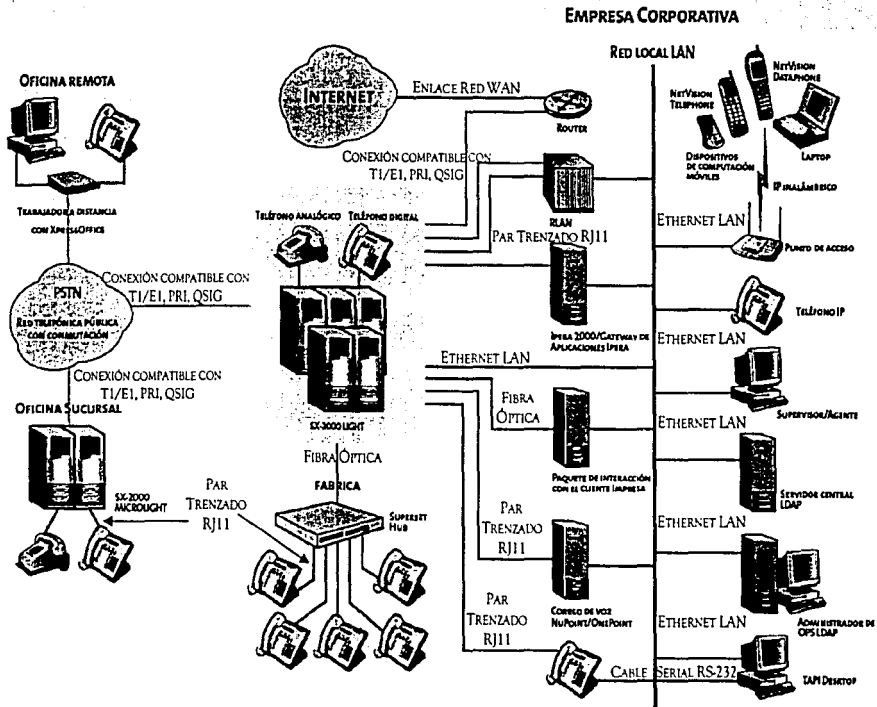 EMPRESA CORPORATIVA
RED LOCAL LAN
OFICINA REMOTA
TRABAJADOR A DISTANCIA
CON XPRESSOFFICE
INTERNET
ENLACE RED WAN
ROUTER
NETVISION
DATAPHONE
NETVISION
TELEPHONE
DISPOSITIVOS
DE COMPUTACIÓN
MÓVILES
LAPTOP
IP INALÁMBRICO
CONEXIÓN COMPATIBLE CON
T1/E1, PRI, QSIG
RLAN
PAR TRENZADO RJ11
ETHERNET LAN
PUNTO DE ACCESO
TELÉFONO ANALÓGICO
TELÉFONO DIGITAL
PSTN
RED TELEFÓNICA PÚBLICA
CON CONMUTACIÓN
CONEXIÓN COMPATIBLE CON
T1/E1, PRI, QSIG
IPERA 2000/GATEWAY DE
APLICACIONES IPERA
TELÉFONO IP
ETHERNET LAN
ETHERNET LAN
CONEXIÓN COMPATIBLE CON
T1/E1, PRI, QSIG
OFICINA SUCURSAL
SX-2000
MICROLIGHT
LIGHT
FIBRA
ÓPTICA
PAQUETE DE INTERACCIÓN
CON EL CLIENTE IMPRESA
ETHERNET LAN
SUPERVISOR/AGENTE
SERVIDOR CENTRAL
LDAP
FIBRA ÓPTICA
FABRICA
SUPERSET
HUB
PAR
TRENZADO
RJ11
PAR
TRENZADO
RJ11
CORREO DE VOZ
NUPOINT/ONEPOINT
ETHERNET LAN
ADMINISTRADOR DE
OPS LDAP
PAR
TRENZADO
RJ11
ETHERNET LAN
CABLE SERIAL RS-232
TAPI DESKTOP